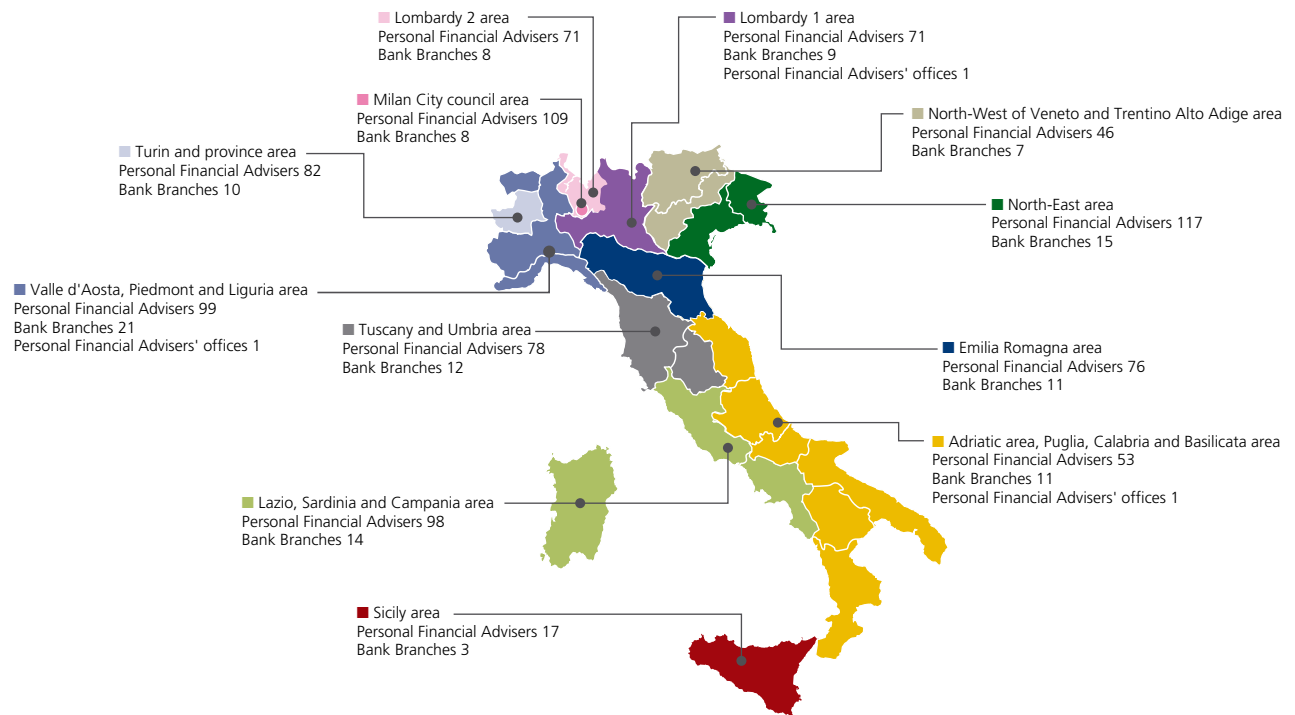 Lombardy 2 area
Personal Financial Advisers 71
Bank Branches 8
Lombardy 1 area
Personal Financial Advisers 71
Bank Branches 9
Personal Financial Advisers' offices 1
Milan City council area
Personal Financial Advisers 109
Bank Branches 8
North-West of Veneto and Trentino Alto Adige area
Personal Financial Advisers 46
Bank Branches 7
Turin and province area
Personal Financial Advisers 82
Bank Branches 10
North-East area
Personal Financial Advisers 117
Bank Branches 15
Valle d'Aosta, Piedmont and Liguria area
Personal Financial Advisers 99
Bank Branches 21
Personal Financial Advisers' offices 1
Tuscany and Umbria area
Personal Financial Advisers 78
Bank Branches 12
Emilia Romagna area
Personal Financial Advisers 76
Bank Branches 11
Adriatic area, Puglia, Calabria and Basilicata area
Personal Financial Advisers 53
Bank Branches 11
Personal Financial Advisers' offices 1
Lazio, Sardinia and Campania area
Personal Financial Advisers 98
Bank Branches 14
Sicily area
Personal Financial Advisers 17
Bank Branches 3